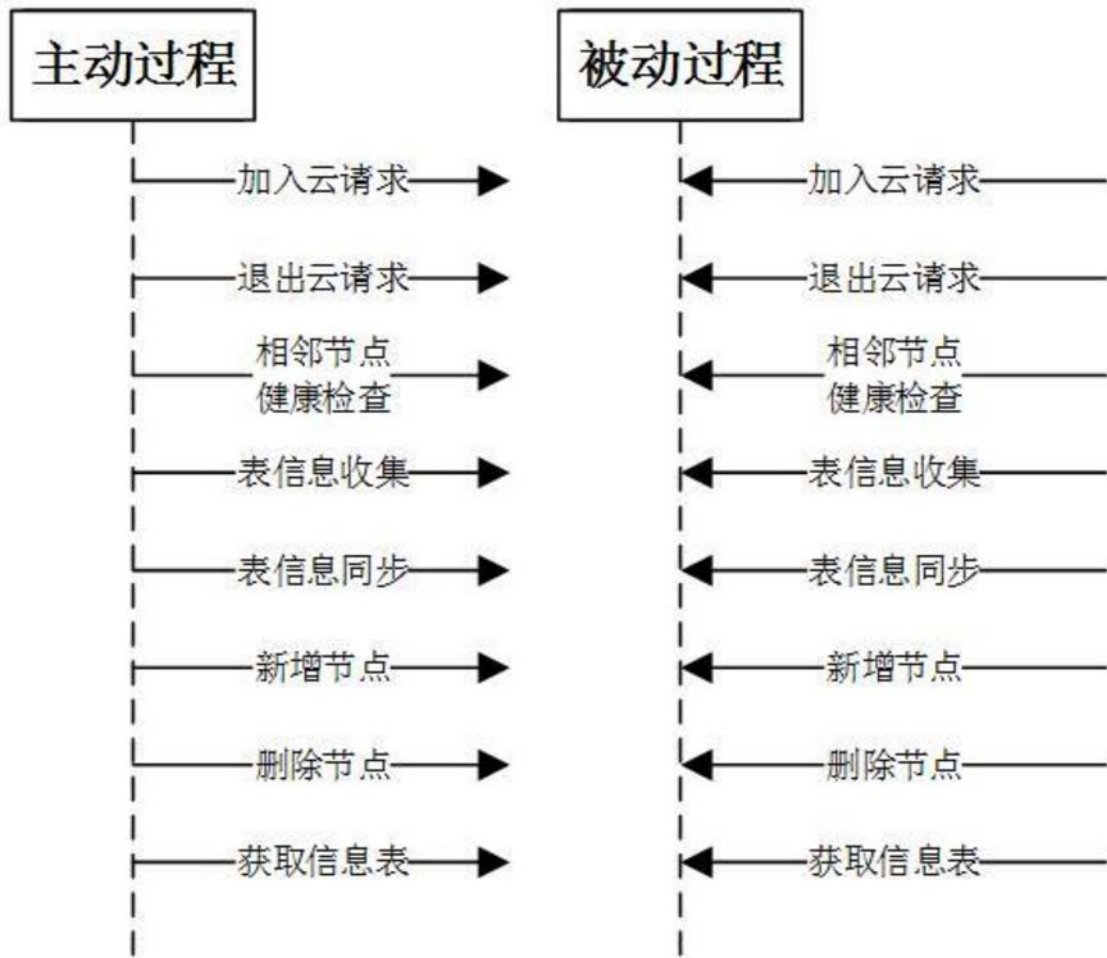 主动过程
加入云请求
退出云请求
相邻节点
健康检查
表信息收集
表信息同步
新增节点
删除节点
获取信息表
被动过程
加入云请求
退出云请求
相邻节点
健康检查
表信息收集
表信息同步
新增节点
删除节点
获取信息表